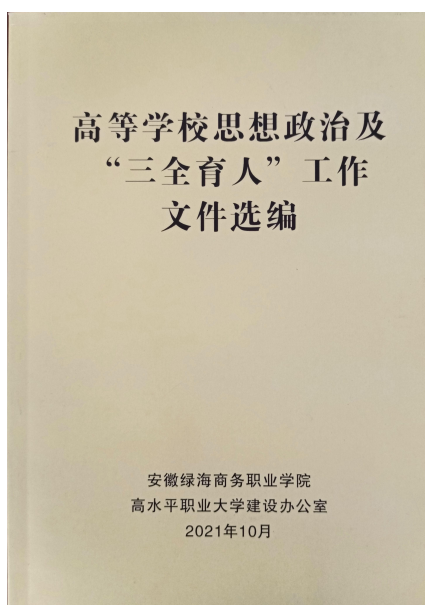 高等学校思想政治及
“三全育人”工作
文件选编
安徽绿海商务职业学院
高水平职业大学建设办公室
2021年10月